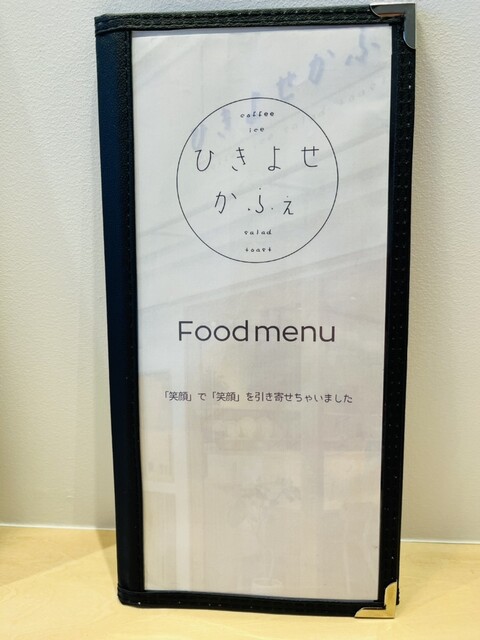 coffee
ice
ひきよせ
かふぇ
salad
toast
Food menu
「笑顔」で「笑顔」を引き寄せちゃいました